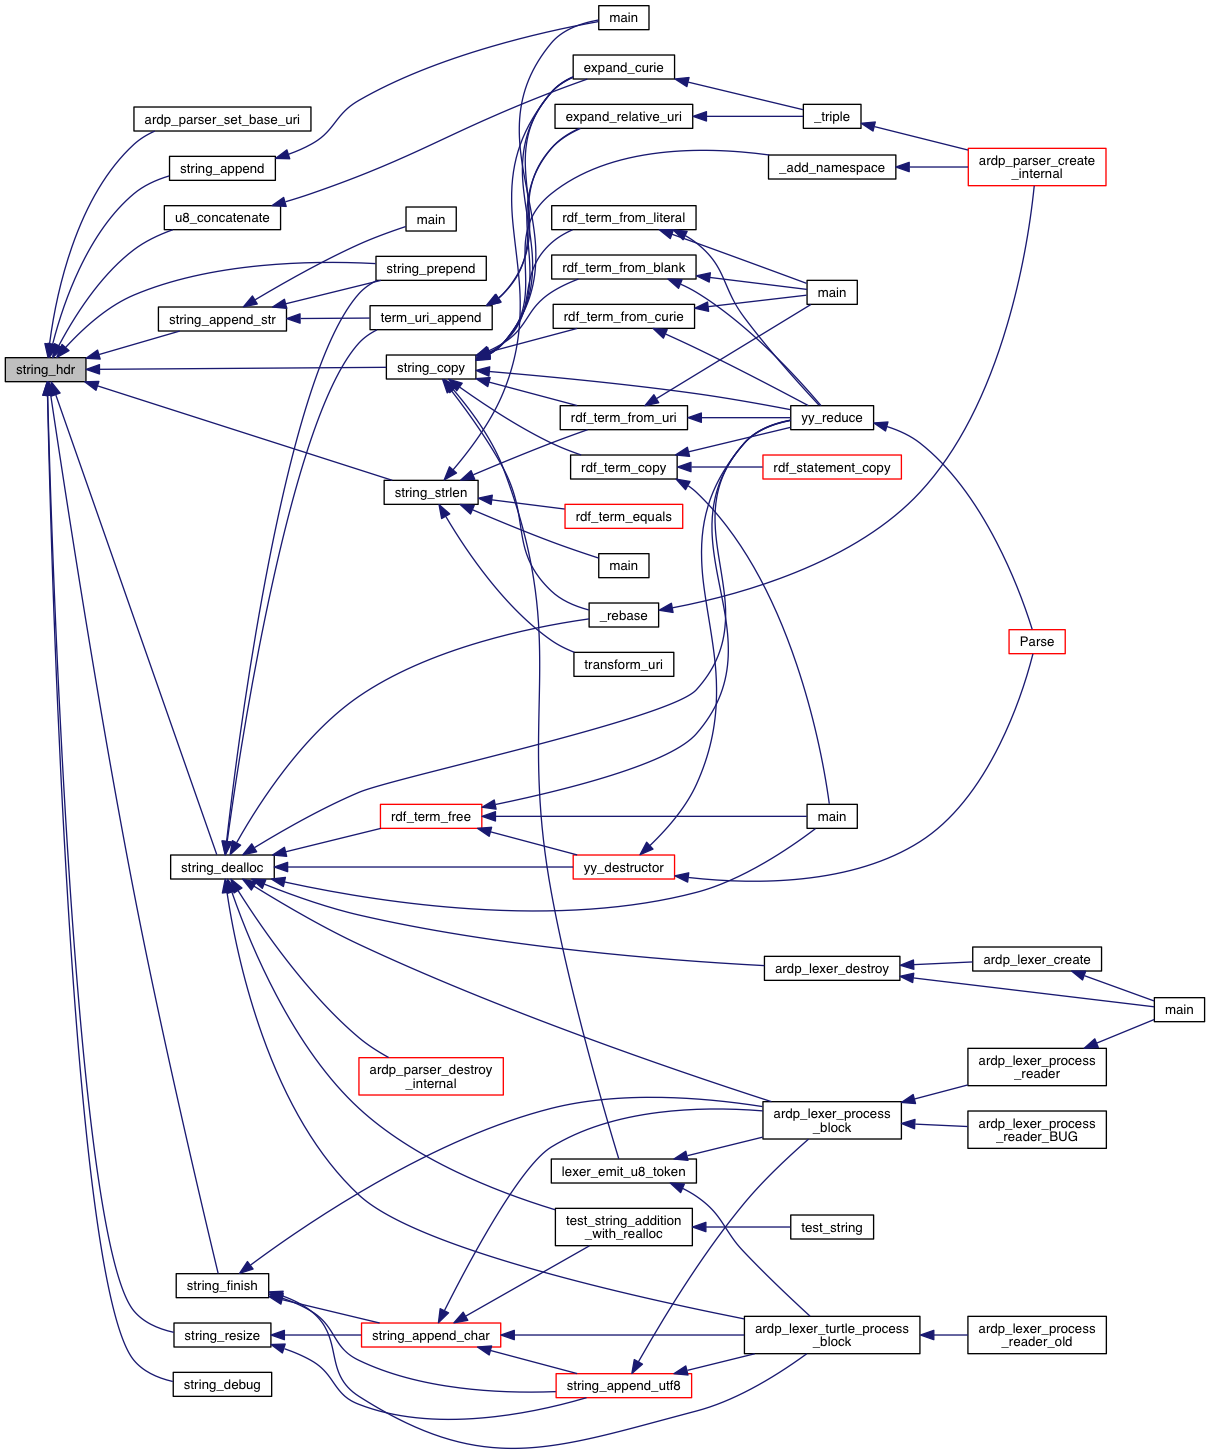 main
expand_curie
ardp_parser_set_base_uri
expand_relative_uri
_triple
string_append
_add_namespace
ardp_parser_create
_internal
u8_concatenate
main
rdf_term_from_literal
string_prepend
rdf_term_from_blank
main
string_append_str
term_uri_append
rdf_term_from_curie
string_hdr
string_copy
rdf_term_from_uri
yy_reduce
rdf_term_copy
rdf_statement_copy
string_strlen
rdf_term_equals
main
_rebase
Parse
transform_uri
rdf_term_free
main
string_dealloc
yy_destructor
ardp_lexer_destroy
ardp_lexer_create
main
ardp_parser_destroy
_internal
ardp_lexer_process
_reader
ardp_lexer_process
_block
ardp_lexer_process
_reader_BUG
lexer_emit_u8_token
test_string_addition
_with_realloc
test_string
string_finish
string_resize
string_append_char
ardp_lexer_turtle_process
_block
ardp_lexer_process
_reader_old
string_debug
string_append_utf8